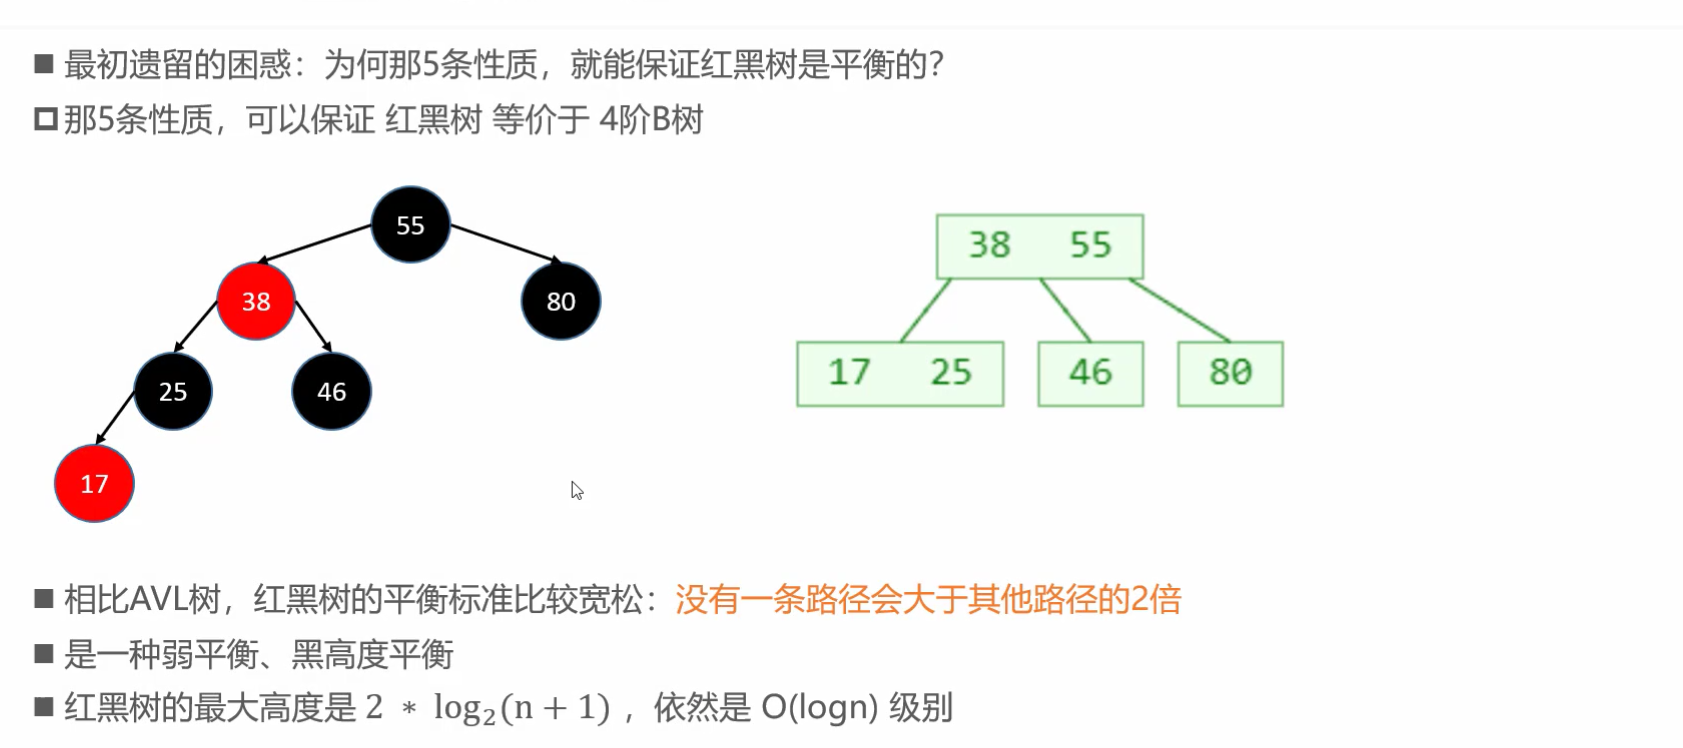 ■ 最初遗留的困惑：为何那5条性质，就能保证红黑树是平衡的？
那5条性质，可以保证 红黑树 等价于 4阶B树
55
38 80
25 46
17
38 55
17 25 46 80
■ 相比AVL树，红黑树的平衡标准比较宽松：没有一条路径会大于其他路径的2倍
■ 是一种弱平衡、黑高度平衡
■ 红黑树的最大高度是 2 ∗ log₂(n + 1) ，依然是 O(logn) 级别